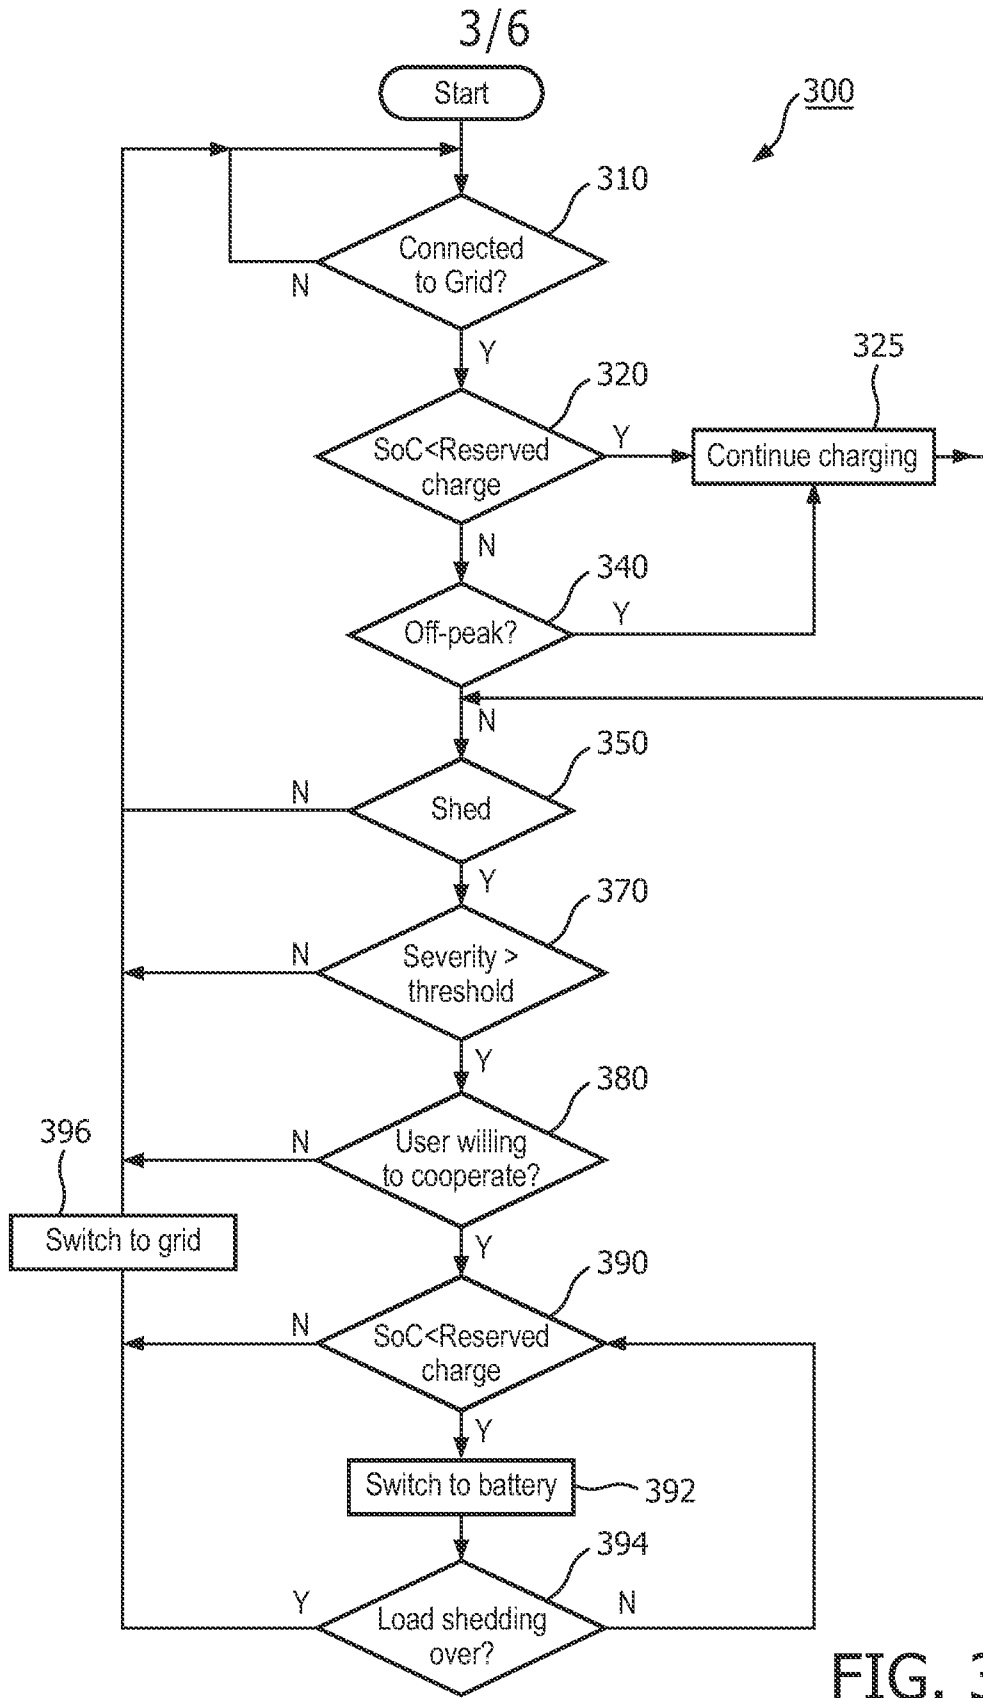 3/6
Start
300
310
Connected
to Grid?
N
Y
325
320
SoC<Reserved
charge
Y
Continue charging
N
340
Off-peak?
Y
N
350
N
Shed
Y
370
N
Severity >
threshold
Y
380
396
N
User willing
to cooperate?
Switch to grid
Y
390
N
SoC<Reserved
charge
Y
Switch to battery
392
394
Y
Load shedding
over?
N
FIG. 3